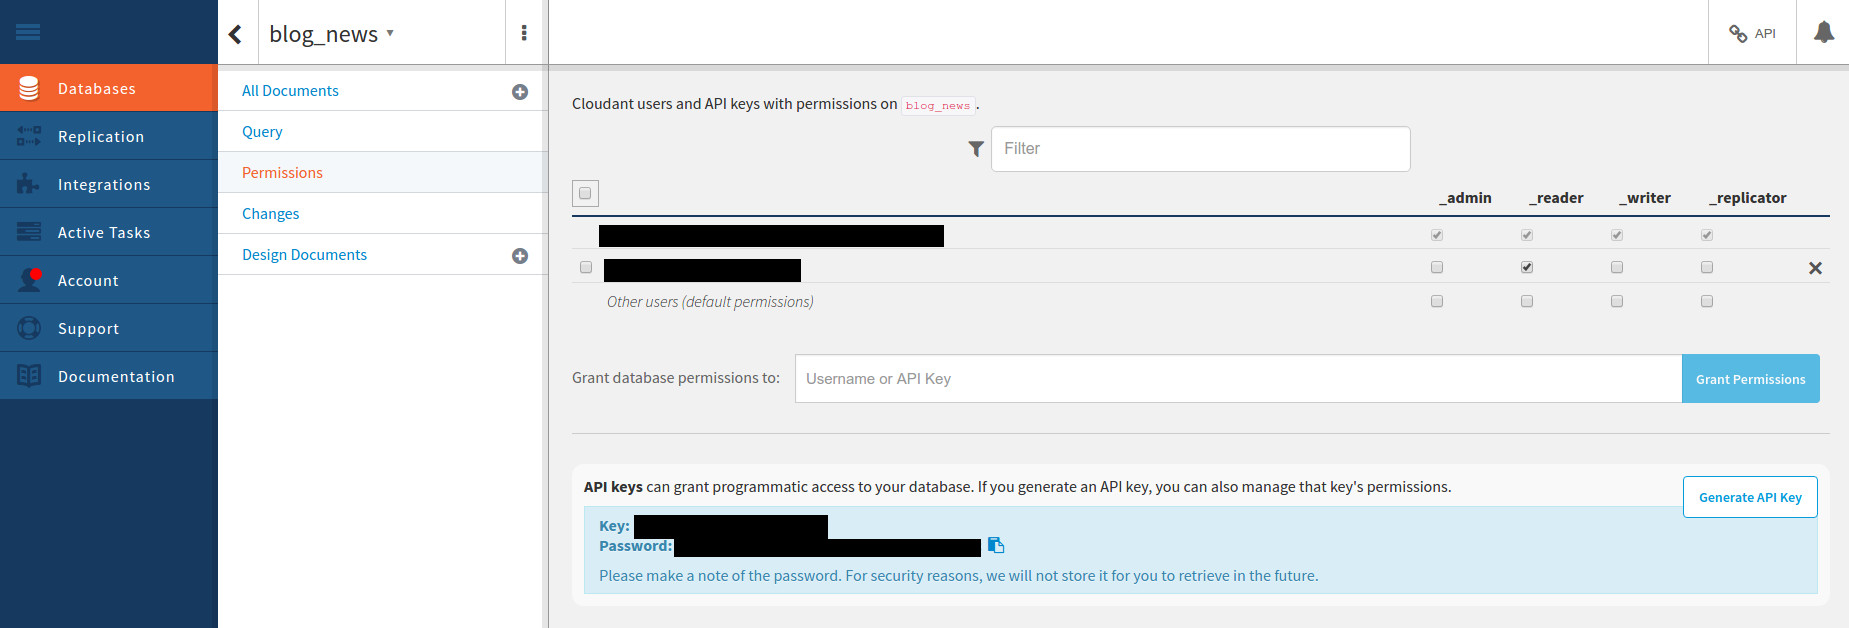 blog_news
API
Databases
Replication
Integrations
Active Tasks
Account
Support
Documentation
All Documents
Query
Permissions
Changes
Design Documents
Cloudant users and API keys with permissions on blog_news.
Filter
_admin _reader _writer _replicator
Other users (default permissions)
Grant database permissions to: Username or API Key Grant Permissions
API keys can grant programmatic access to your database. If you generate an API key, you can also manage that key's permissions.
Generate API Key
Key:
Password:
Please make a note of the password. For security reasons, we will not store it for you to retrieve in the future.